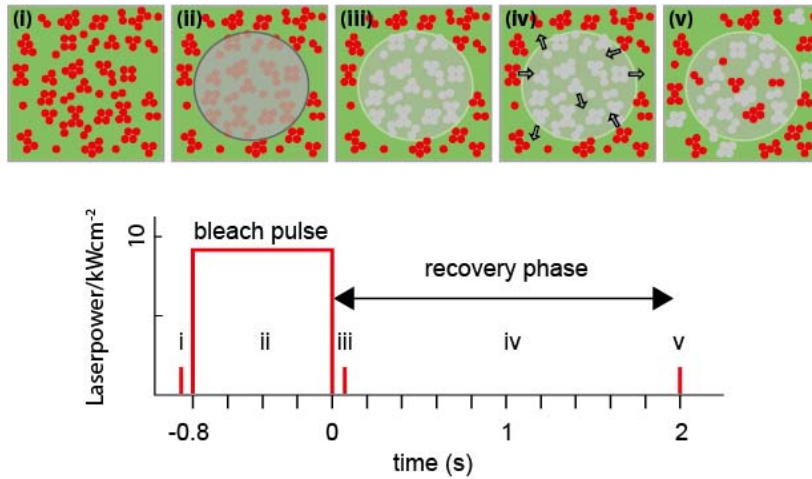 (i) (ii) (iii) (iv) (v)
bleach pulse
10
recovery phase
Laserpower/kWcm-2
i ii iii iv v
-0.8 0 1 2
time (s)